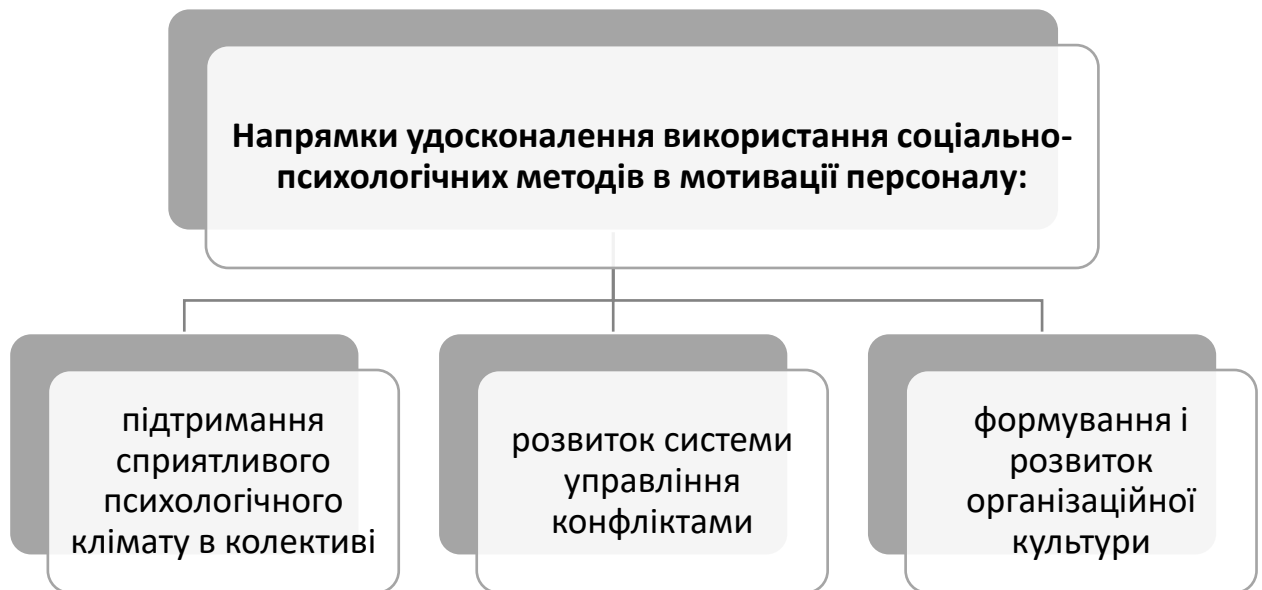 Напрямки удосконалення використання соціально-
психологічних методів в мотивації персоналу:
підтримання
сприятливого
психологічного
клімату в колективі
розвиток системи
управління
конфліктами
формування і
розвиток
організаційної
культури